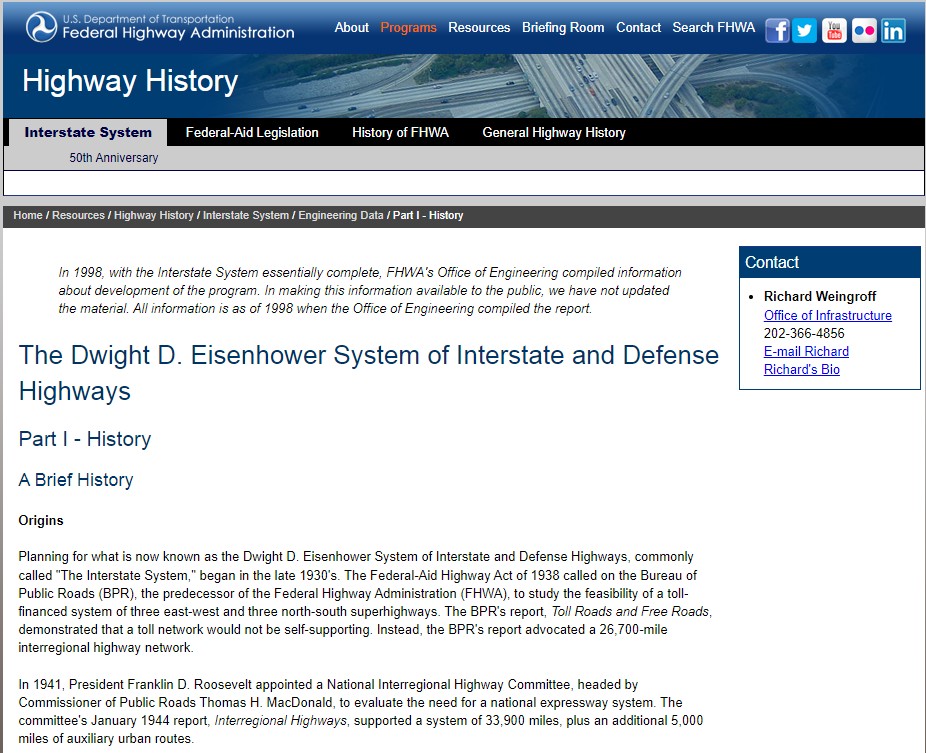 U.S. Department of Transportation
Federal Highway Administration
About Programs Resources Briefing Room Contact Search FHWA
You
Tube
Highway History
Interstate System Federal-Aid Legislation History of FHWA General Highway History
50th Anniversary
Home / Resources / Highway History / Interstate System / Engineering Data / Part I - History
In 1998, with the Interstate System essentially complete, FHWA's Office of Engineering compiled information
about development of the program. In making this information available to the public, we have not updated
the material. All information is as of 1998 when the Office of Engineering compiled the report.
The Dwight D. Eisenhower System of Interstate and Defense
Highways
Part I - History
A Brief History
Origins
Planning for what is now known as the Dwight D. Eisenhower System of Interstate and Defense Highways, commonly
called "The Interstate System," began in the late 1930's. The Federal-Aid Highway Act of 1938 called on the Bureau of
Public Roads (BPR), the predecessor of the Federal Highway Administration (FHWA), to study the feasibility of a toll-
financed system of three east-west and three north-south superhighways. The BPR's report, Toll Roads and Free Roads,
demonstrated that a toll network would not be self-supporting. Instead, the BPR's report advocated a 26,700-mile
interregional highway network.
In 1941, President Franklin D. Roosevelt appointed a National Interregional Highway Committee, headed by
Commissioner of Public Roads Thomas H. MacDonald, to evaluate the need for a national expressway system. The
committee's January 1944 report, Interregional Highways, supported a system of 33,900 miles, plus an additional 5,000
miles of auxiliary urban routes.
Contact
• Richard Weingroff
Office of Infrastructure
202-366-4856
E-mail Richard
Richard's Bio